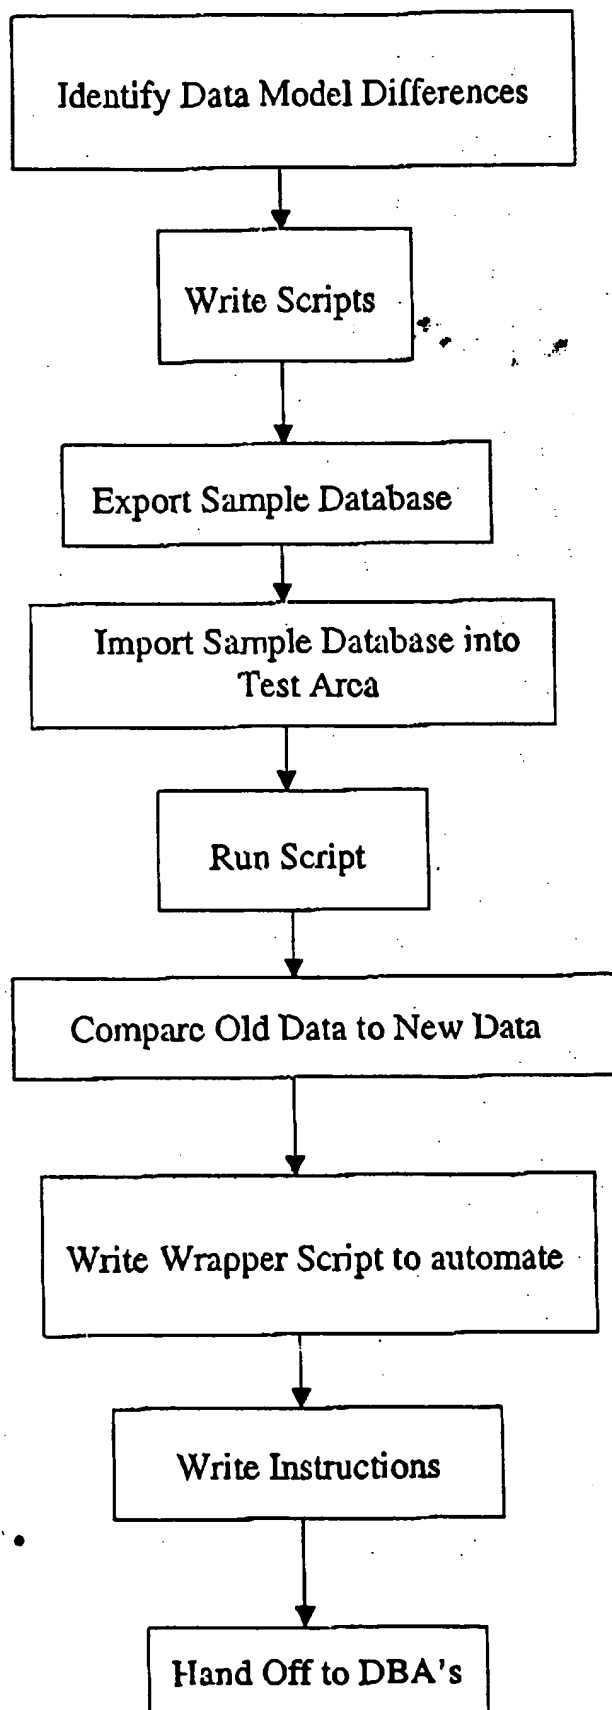 Identify Data Model Differences
Write Scripts
Export Sample Database
Import Sample Database into
Test Area
Run Script
Compare Old Data to New Data
Write Wrapper Script to automate
Write Instructions
Hand Off to DBA's